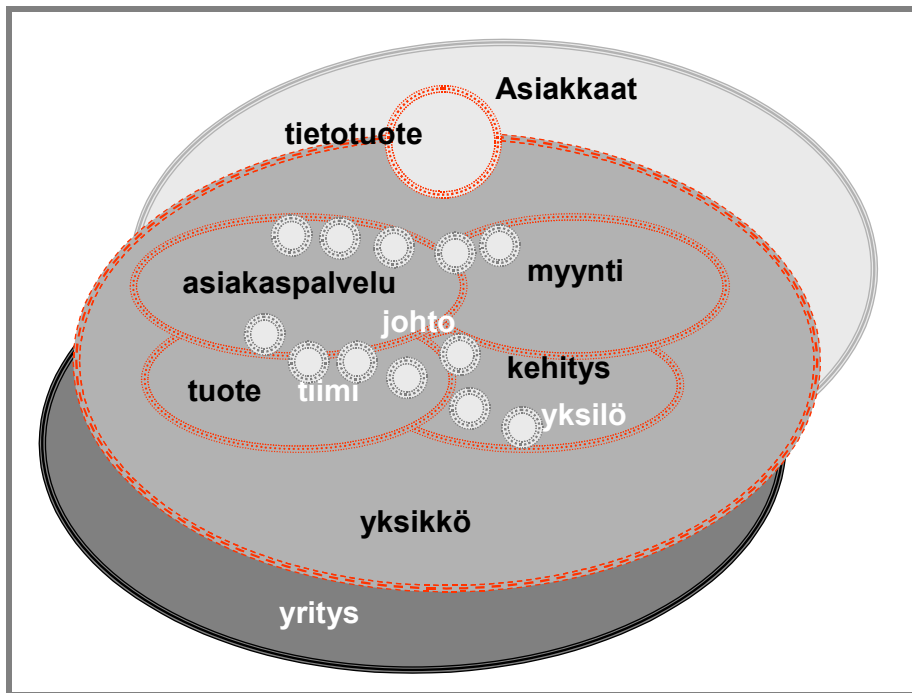 Asiakkaat
tietotuote
asiakaspalvelu
myynti
johto
kehitys
tuote
tiimi
yksilö
yksikkö
yritys